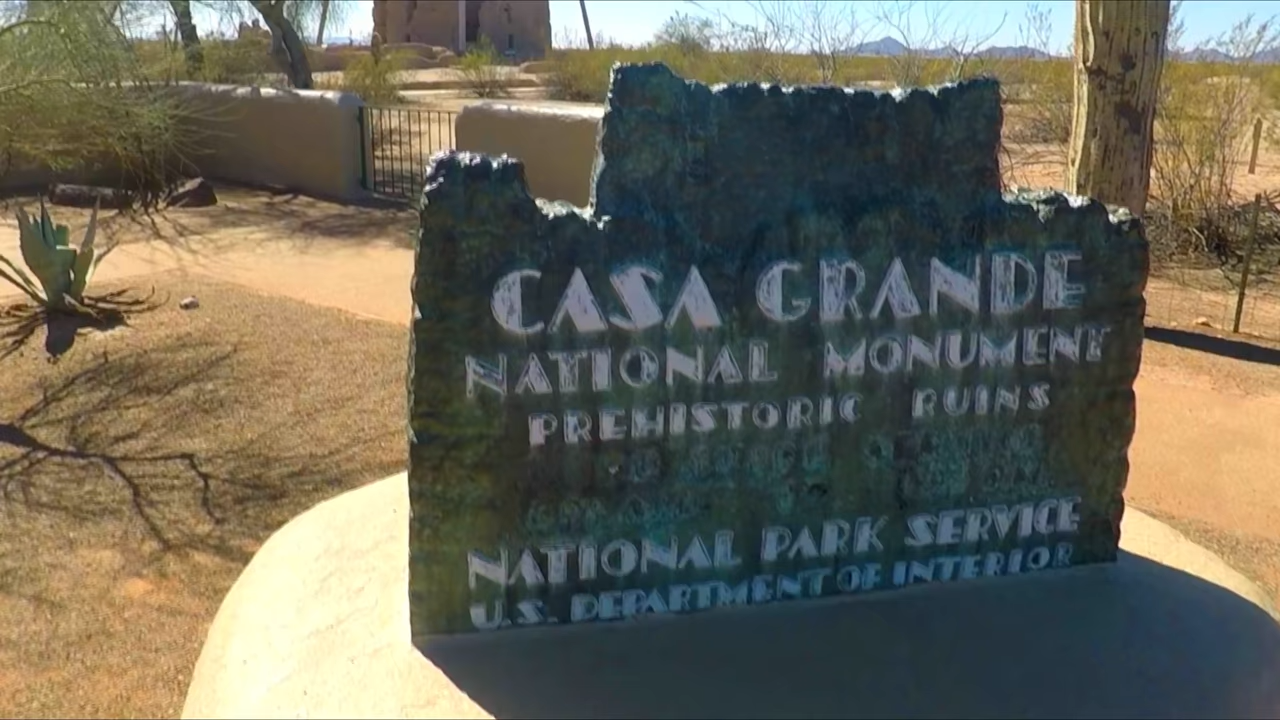 CASA GRANDE
NATIONAL MONUMENT
PREHISTORIC RUINS
NATIONAL PARK SERVICE
U.S. DEPARTMENT OF INTERIOR